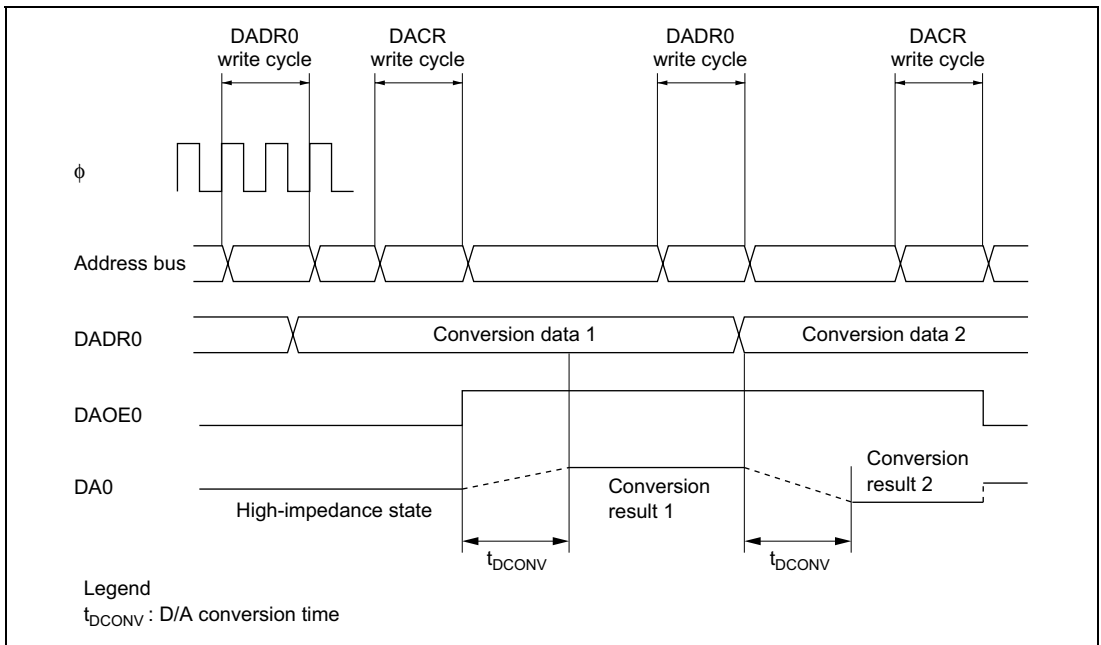 DADR0
write cycle
DACR
write cycle
DADR0
write cycle
DACR
write cycle
ϕ
Address bus
DADR0
Conversion data 1
Conversion data 2
DAOE0
DA0
High-impedance state
Conversion
result 1
Conversion
result 2
tDCONV
tDCONV
Legend
tDCONV : D/A conversion time